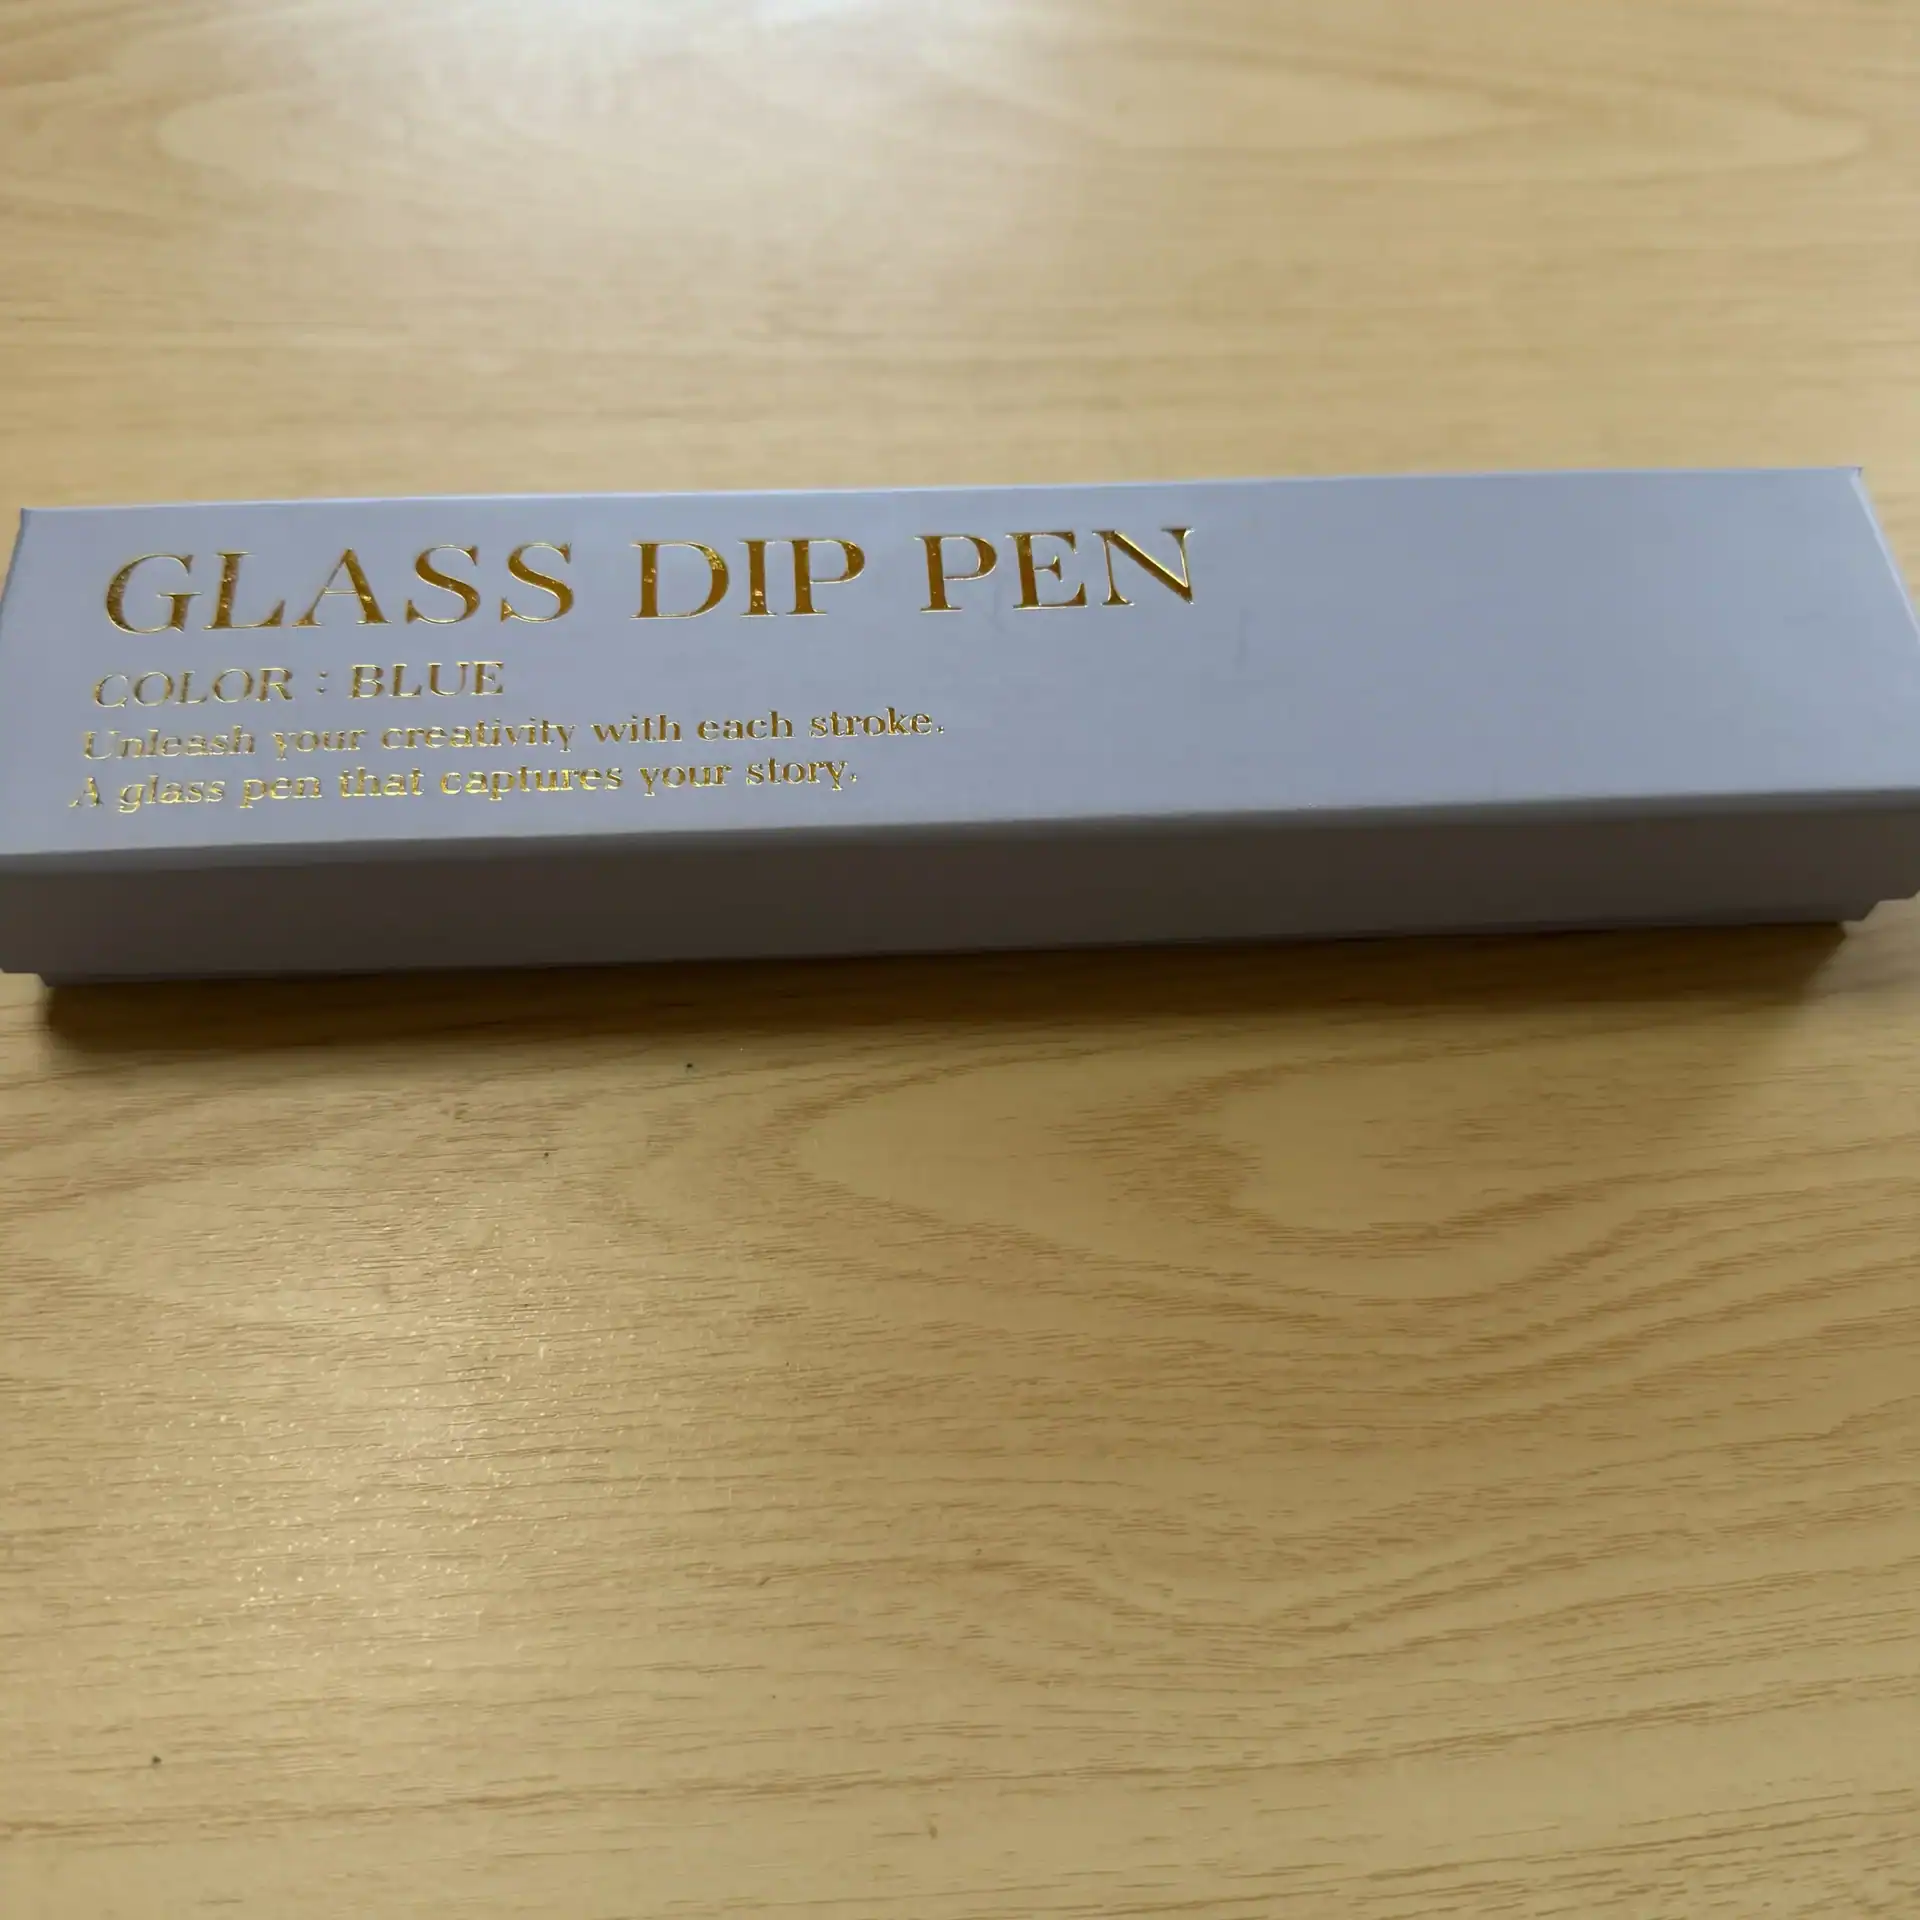 GLASS DIP PEN
COLOR : BLUE
Unleash your creativity with each stroke.
A glass pen that captures your story.